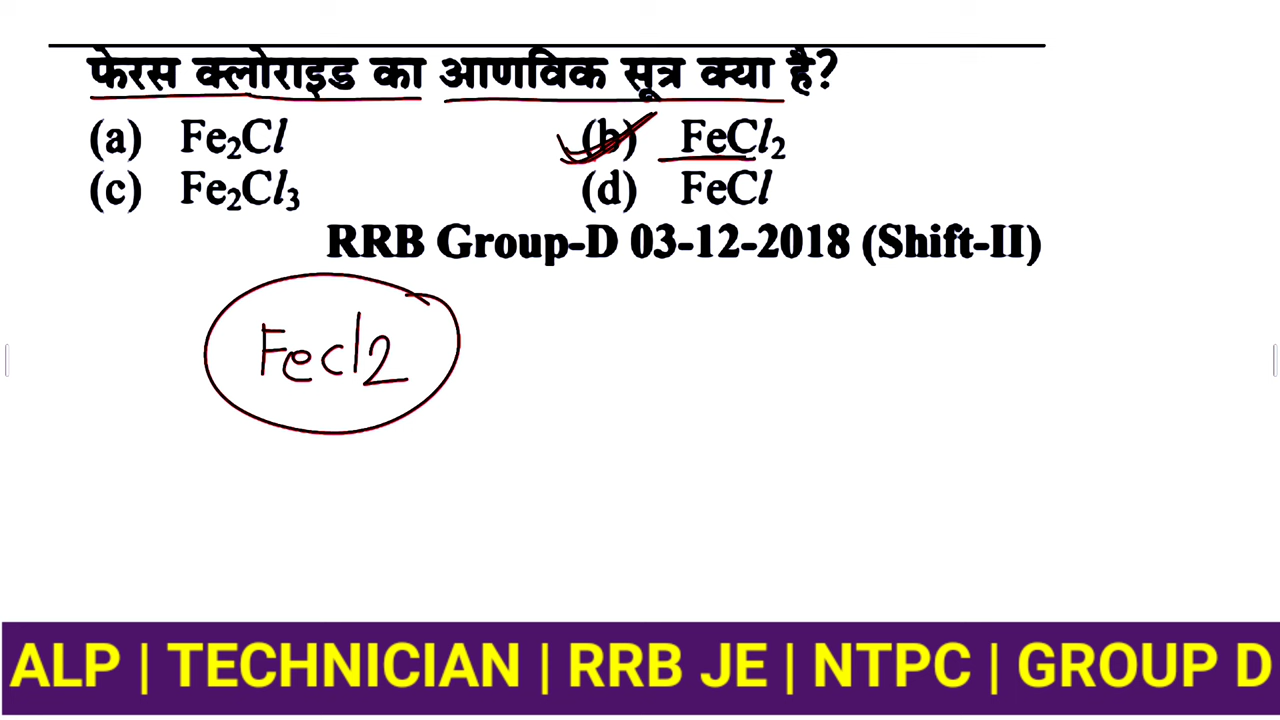 फेरस क्लोराइड का आणविक सूत्र क्या है?
(a) Fe₂Cl (b) FeCl₂
(c) Fe₂Cl₃ (d) FeCl
RRB Group-D 03-12-2018 (Shift-II)
FeCl2
ALP | TECHNICIAN | RRB JE | NTPC | GROUP D